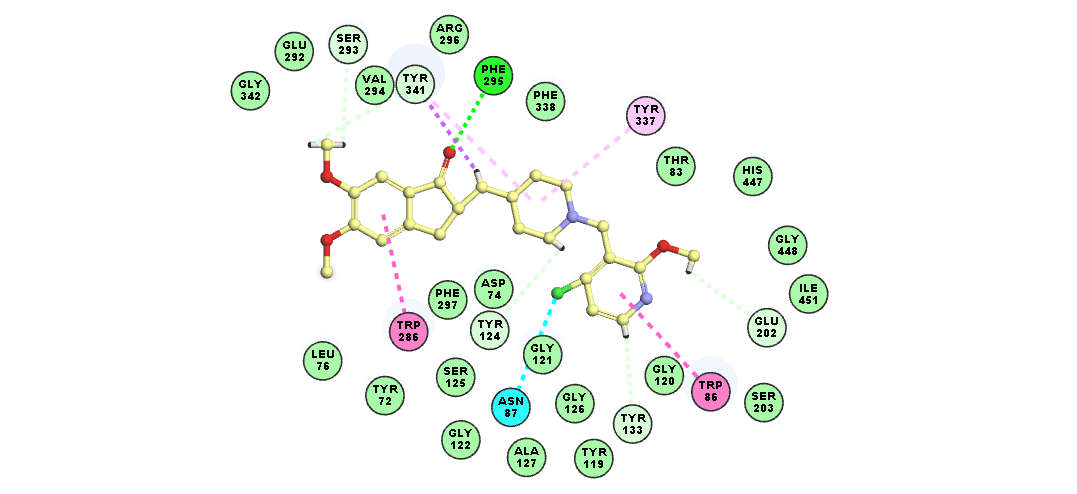 ARG
296
SER
293
GLU
292
PHE
295
TYR
341
VAL
294
GLY
342
PHE
338
TYR
337
THR
83
HIS
447
GLY
448
ILE
451
ASP
74
PHE
297
TYR
124
TRP
286
GLU
202
GLY
121
LEU
76
SER
125
GLY
120
TRP
86
TYR
72
SER
203
ASN
87
GLY
126
TYR
133
GLY
122
ALA
127
TYR
119